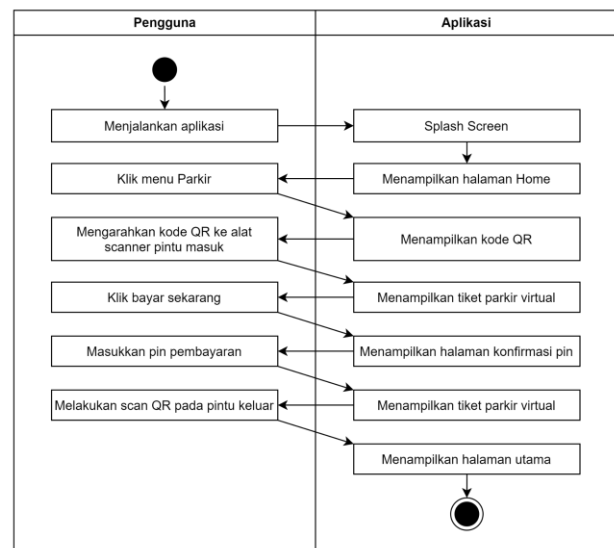 Pengguna
Aplikasi
Menjalankan aplikasi
Splash Screen
Klik menu Parkir
Menampilkan halaman Home
Mengarahkan kode QR ke alat
scanner pintu masuk
Menampilkan kode QR
Klik bayar sekarang
Menampilkan tiket parkir virtual
Masukkan pin pembayaran
Menampilkan halaman konfirmasi pin
Melakukan scan QR pada pintu keluar
Menampilkan tiket parkir virtual
Menampilkan halaman utama